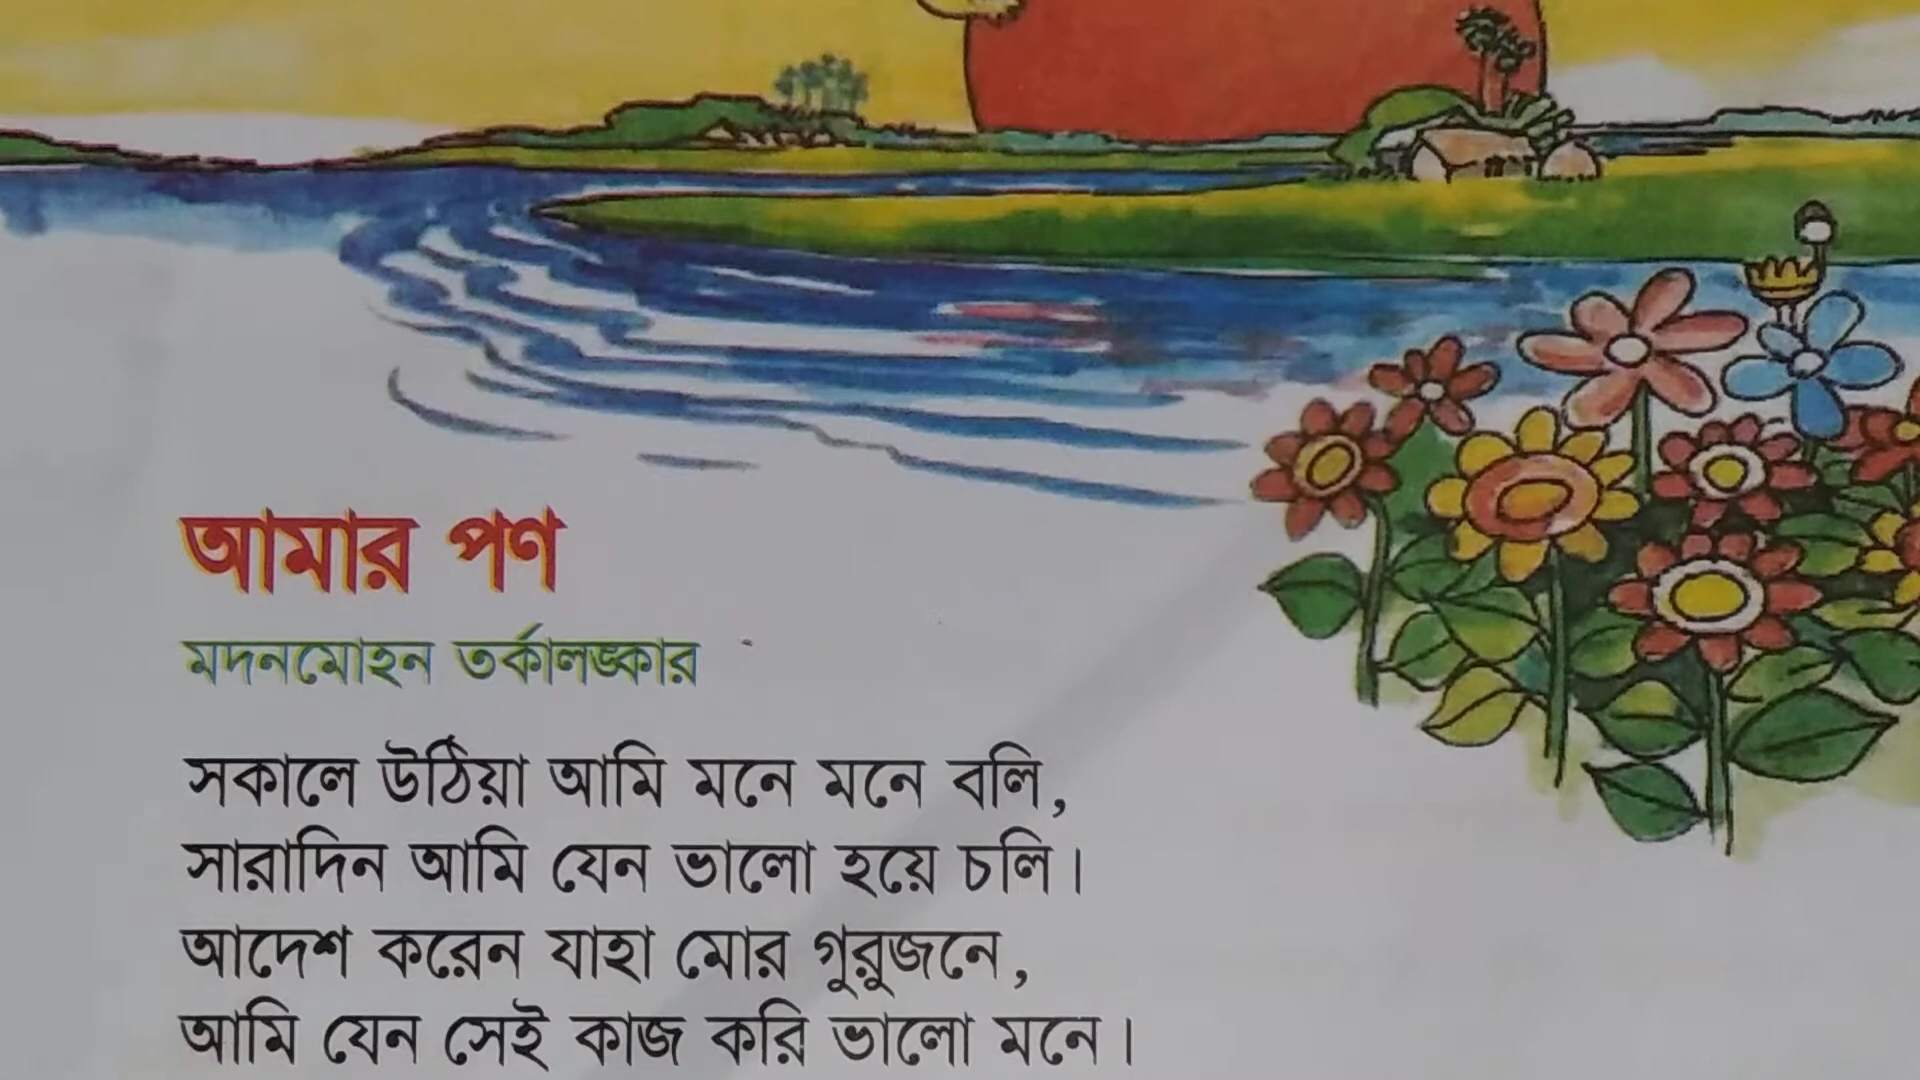 আমার পণ
মদনমোহন তর্কালঙ্কার
সকালে উঠিয়া আমি মনে মনে বলি,
সারাদিন আমি যেন ভালো হয়ে চলি।
আদেশ করেন যাহা মোর গুরুজনে,
আমি যেন সেই কাজ করি ভালো মনে।